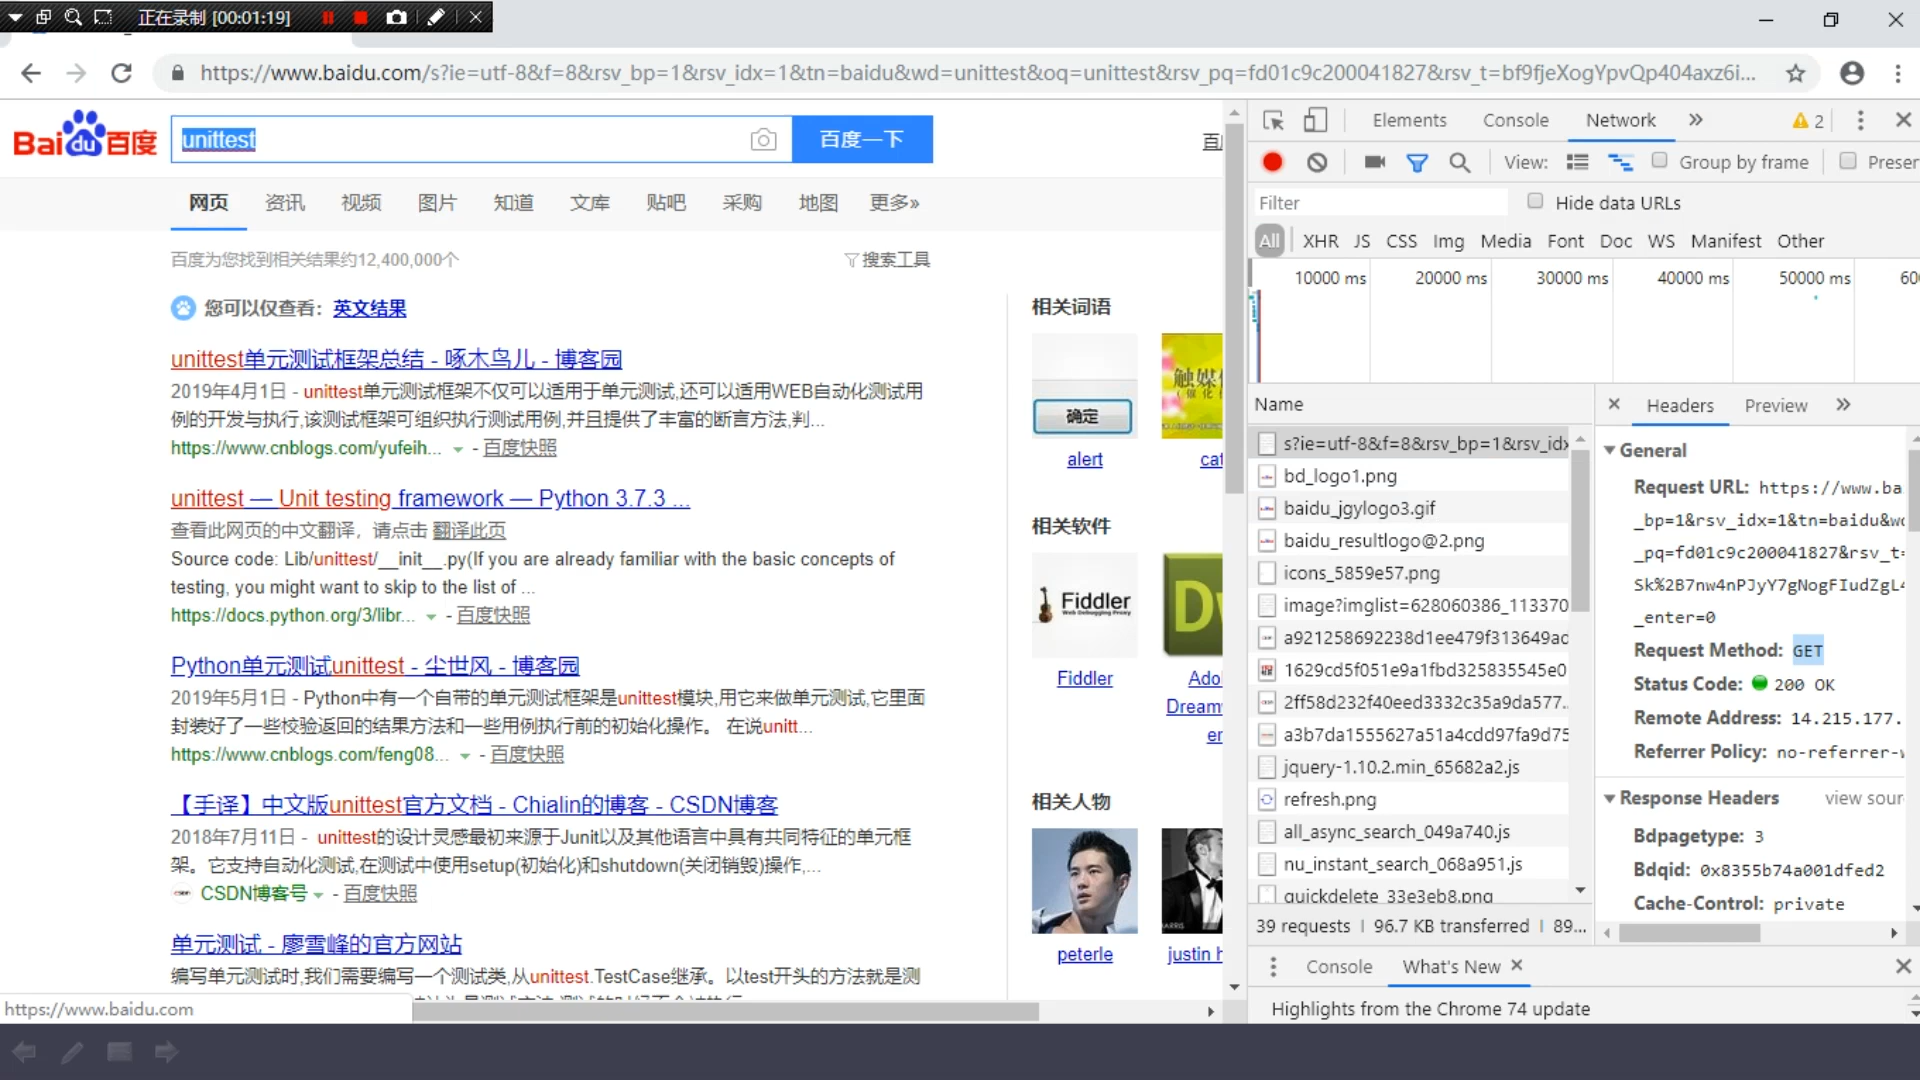 正在录制 [00:01:19]
https://www.baidu.com/s?ie=utf-8&f=8&rsv_bp=1&rsv_idx=1&tn=baidu&wd=unittest&oq=unittest&rsv_pq=fd01c9c200041827&rsv_t=bf9fjeXogYpvQp404axz6i...
Bai du 百度
unittest
百度一下
网页 资讯 视频 图片 知道 文库 贴吧 采购 地图 更多»
百度为您找到相关结果约12,400,000个
搜索工具
您可以仅查看：英文结果
unittest单元测试框架总结 - 啄木鸟儿 - 博客园
2019年4月1日 - unittest单元测试框架不仅可以适用于单元测试,还可以适用WEB自动化测试用
例的开发与执行,该测试框架可组织执行测试用例,并且提供了丰富的断言方法,判...
https://www.cnblogs.com/yufeih... - 百度快照
unittest — Unit testing framework — Python 3.7.3 ...
查看此网页的中文翻译，请点击 翻译此页
Source code: Lib/unittest/__init__.py(If you are already familiar with the basic concepts of
testing, you might want to skip to the list of ...
https://docs.python.org/3/libr... - 百度快照
Python单元测试unittest - 尘世风 - 博客园
2019年5月1日 - Python中有一个自带的单元测试框架是unittest模块,用它来做单元测试,它里面
封装好了一些校验返回的结果方法和一些用例执行前的初始化操作。 在说unitt...
https://www.cnblogs.com/feng08... - 百度快照
【手译】中文版unittest官方文档 - Chialin的博客 - CSDN博客
2018年7月11日 - unittest的设计灵感最初来源于Junit以及其他语言中具有共同特征的单元框
架。它支持自动化测试,在测试中使用setup(初始化)和shutdown(关闭销毁)操作,...
CSDN博客号 - 百度快照
单元测试 - 廖雪峰的官方网站
编写单元测试时,我们需要编写一个测试类,从unittest.TestCase继承。以test开头的方法就是测
https://www.baidu.com
相关词语
确定
alert
cat
相关软件
Fiddler
Web Debugging Proxy
Fiddler
Ado
Dream
er
相关人物
peterle
justin h
Elements Console Network » 2
View: Group by frame Preser
Filter Hide data URLs
All XHR JS CSS Img Media Font Doc WS Manifest Other
10000 ms 20000 ms 30000 ms 40000 ms 50000 ms 60
Name
s?ie=utf-8&f=8&rsv_bp=1&rsv_idx
bd_logo1.png
baidu_jgylogo3.gif
baidu_resultlogo@2.png
icons_5859e57.png
image?imglist=628060386_113370
a921258692238d1ee479f313649ad
1629cd5f051e9a1fbd325835545e0
2ff58d232f40eed3332c35a9da577..
a3b7da1555627a51a4cdd97fa9d75
jquery-1.10.2.min_65682a2.js
refresh.png
all_async_search_049a740.js
nu_instant_search_068a951.js
quickdelete_33e3eb8.png
39 requests | 96.7 KB transferred | 89...
Headers Preview »
General
Request URL: https://www.ba
_bp=1&rsv_idx=1&tn=baidu&wd
_pq=fd01c9c200041827&rsv_t=
Sk%2B7nw4nPJyY7gNogFIudZgL4
_enter=0
Request Method: GET
Status Code: 200 OK
Remote Address: 14.215.177.
Referrer Policy: no-referrer-w
Response Headers view sour
Bdpagetype: 3
Bdqid: 0x8355b74a001dfed2
Cache-Control: private
Console What's New
Highlights from the Chrome 74 update